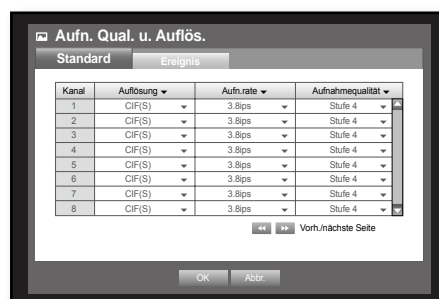 Aufn. Qual. u. Auflös.
Standard Ereignis
Kanal Auflösung Aufn.rate Aufnahmequalität
1 CIF(S) 3.8ips Stufe 4
2 CIF(S) 3.8ips Stufe 4
3 CIF(S) 3.8ips Stufe 4
4 CIF(S) 3.8ips Stufe 4
5 CIF(S) 3.8ips Stufe 4
6 CIF(S) 3.8ips Stufe 4
7 CIF(S) 3.8ips Stufe 4
8 CIF(S) 3.8ips Stufe 4
Vorh./nächste Seite
OK Abbr.